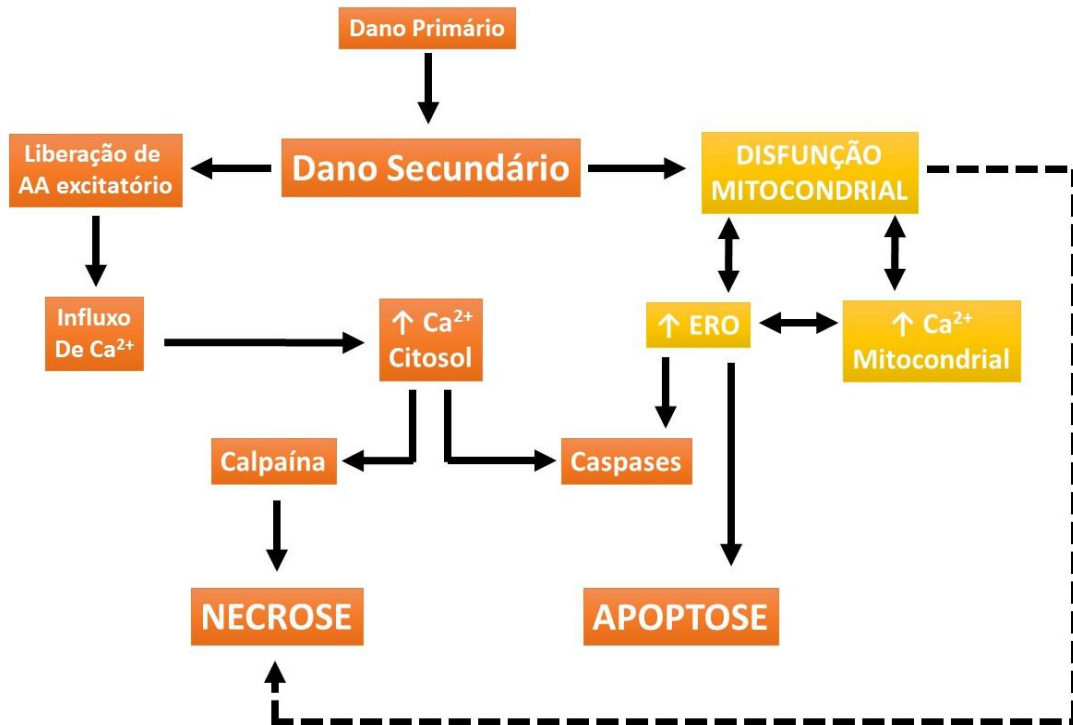 Dano Primário
Liberação de
AA excitatório
Dano Secundário
DISFUNÇÃO
MITOCONDRIAL
Influxo
De Ca²⁺
↑ Ca²⁺
Citosol
↑ ERO
↑ Ca²⁺
Mitocondrial
Calpaína
Caspases
NECROSE
APOPTOSE